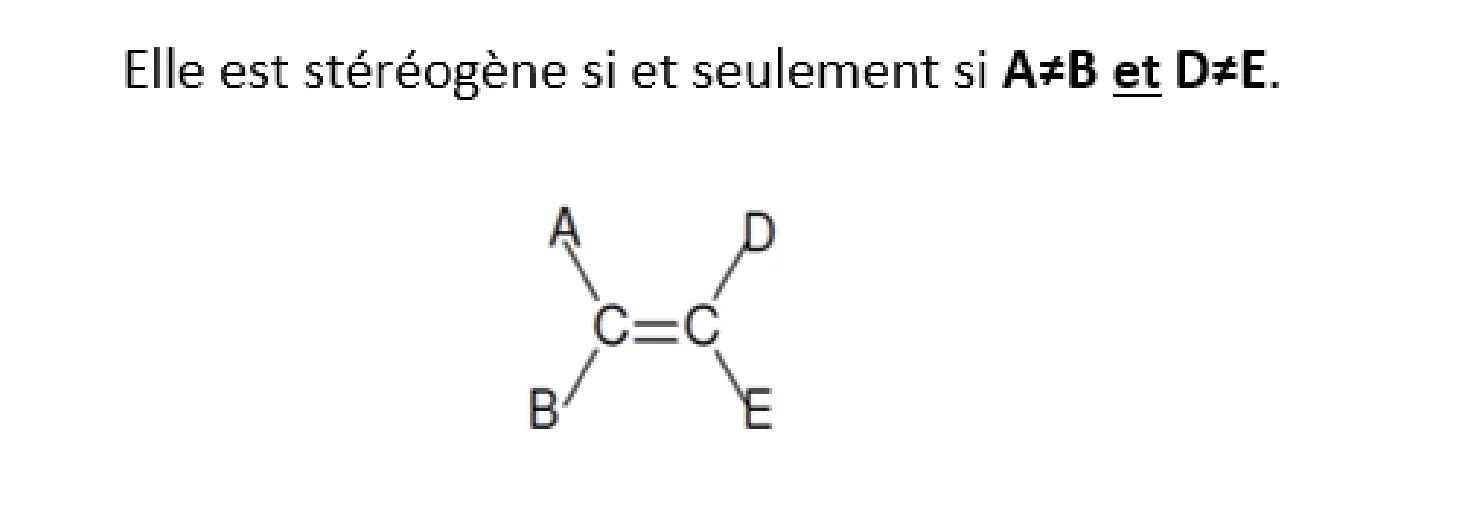 Elle est stéréogène si et seulement si A≠B et D≠E.
A D
C=C
B E